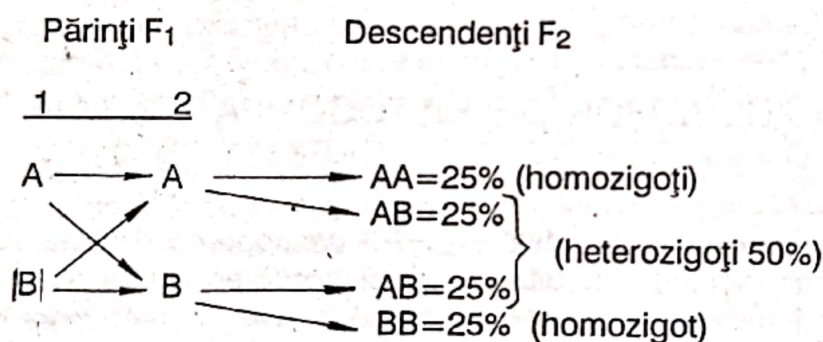 Părinţi F1 Descendenţi F2
1 2
A A AA=25% (homozigoţi)
AB=25%
(heterozigoţi 50%)
|B| B AB=25%
BB=25% (homozigot)